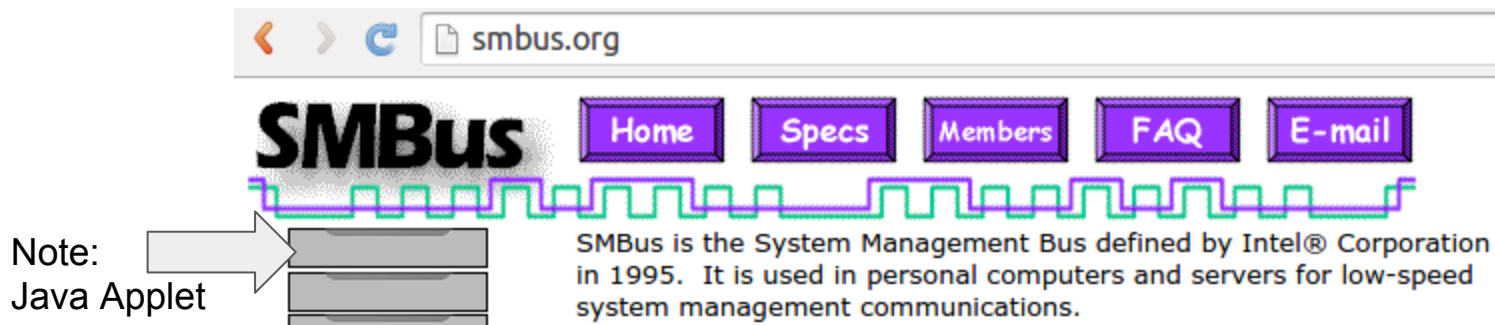 smbus.org
SMBus
Home Specs Members FAQ E-mail
Note:
Java Applet
SMBus is the System Management Bus defined by Intel® Corporation
in 1995. It is used in personal computers and servers for low-speed
system management communications.